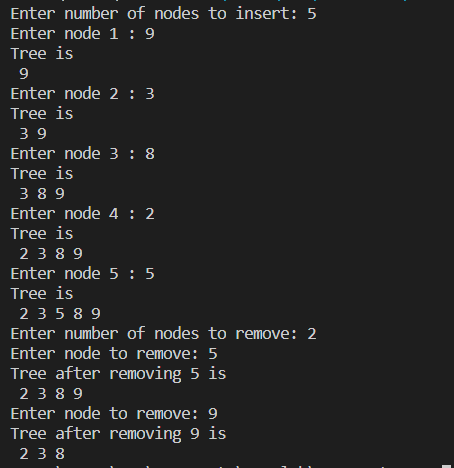 Enter number of nodes to insert: 5
Enter node 1 : 9
Tree is
9
Enter node 2 : 3
Tree is
3 9
Enter node 3 : 8
Tree is
3 8 9
Enter node 4 : 2
Tree is
2 3 8 9
Enter node 5 : 5
Tree is
2 3 5 8 9
Enter number of nodes to remove: 2
Enter node to remove: 5
Tree after removing 5 is
2 3 8 9
Enter node to remove: 9
Tree after removing 9 is
2 3 8